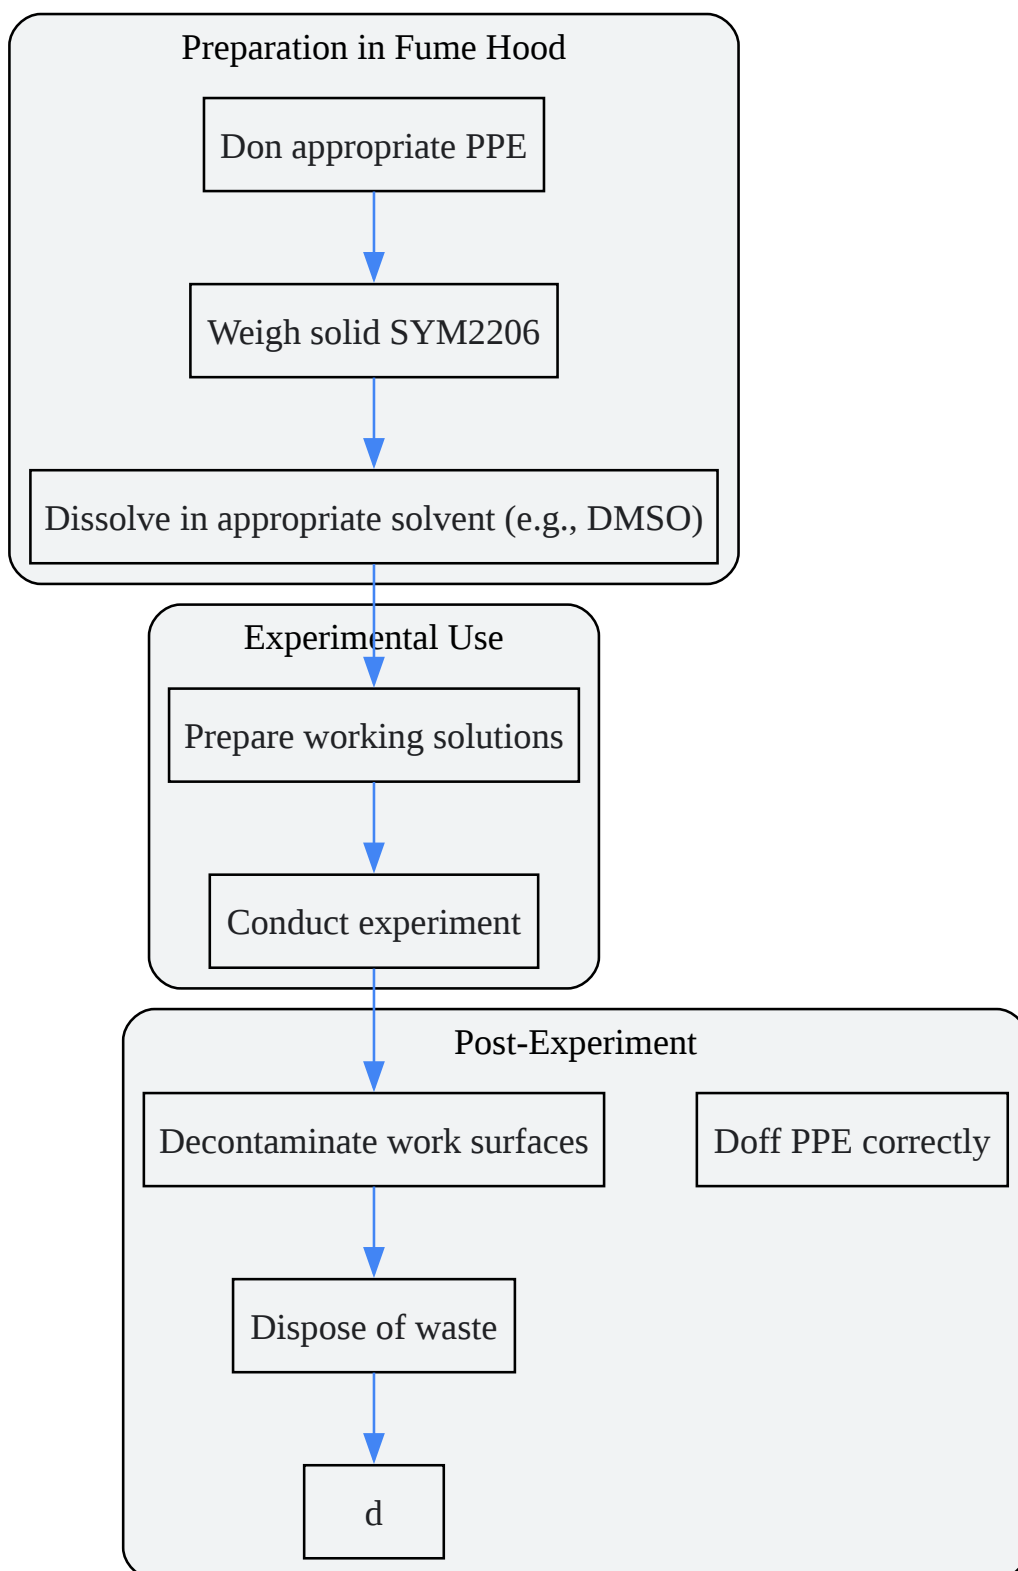 Preparation in Fume Hood
Don appropriate PPE
Weigh solid SYM2206
Dissolve in appropriate solvent (e.g., DMSO)
Experimental Use
Prepare working solutions
Conduct experiment
Post-Experiment
Decontaminate work surfaces
Doff PPE correctly
Dispose of waste
d